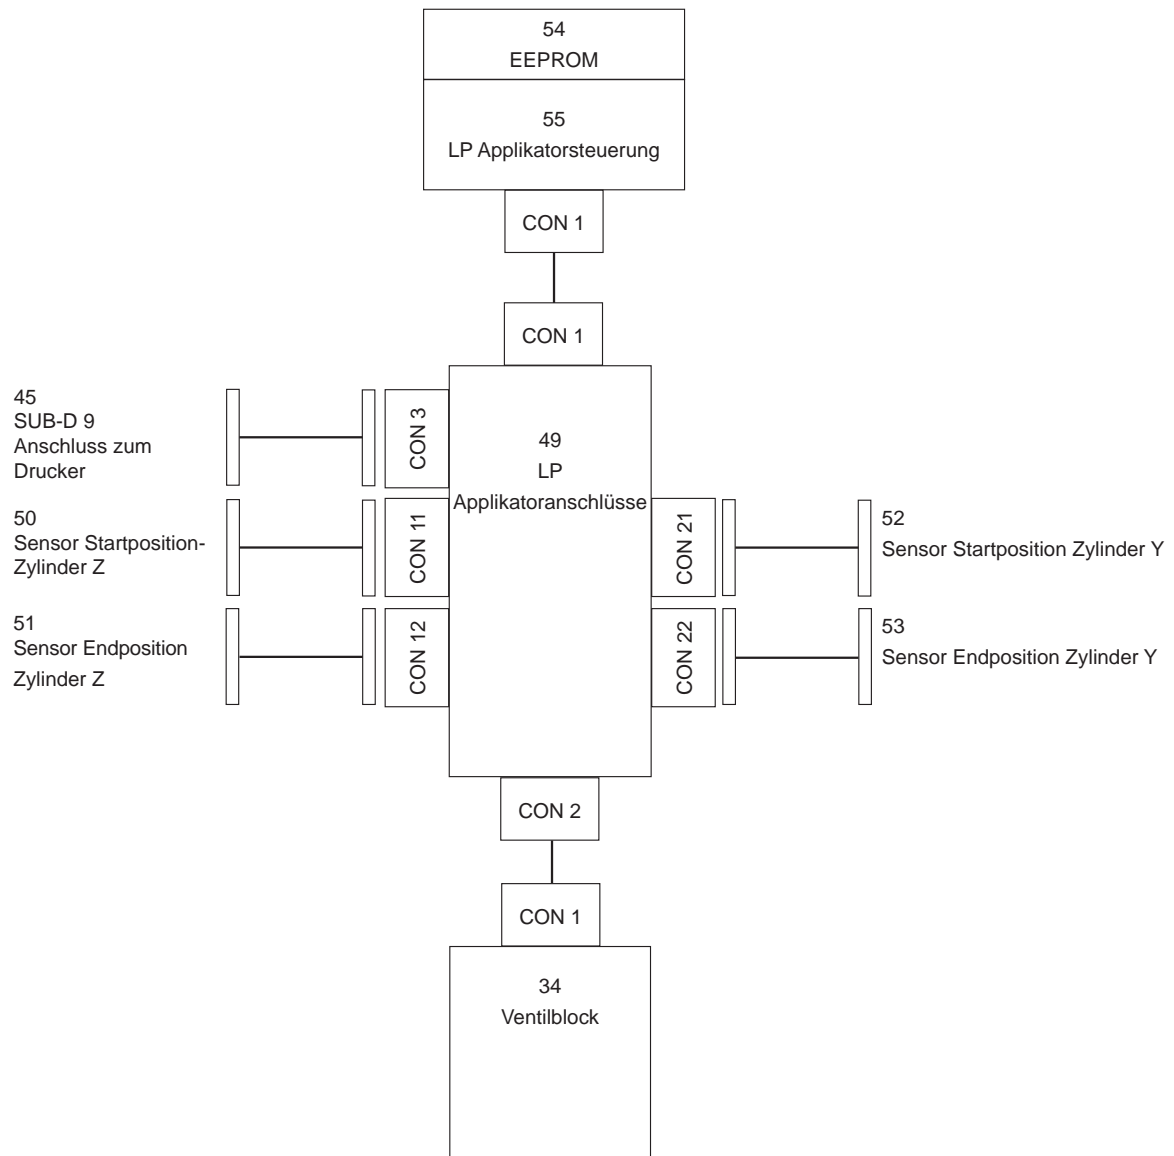 54
EEPROM
55
LP Applikatorsteuerung
CON 1
CON 1
45
SUB-D 9
Anschluss zum
Drucker
CON 3
49
LP
Applikatoranschlüsse
50
Sensor Startposition-
Zylinder Z
CON 11
CON 21
52
Sensor Startposition Zylinder Y
51
Sensor Endposition
Zylinder Z
CON 12
CON 22
53
Sensor Endposition Zylinder Y
CON 2
CON 1
34
Ventilblock